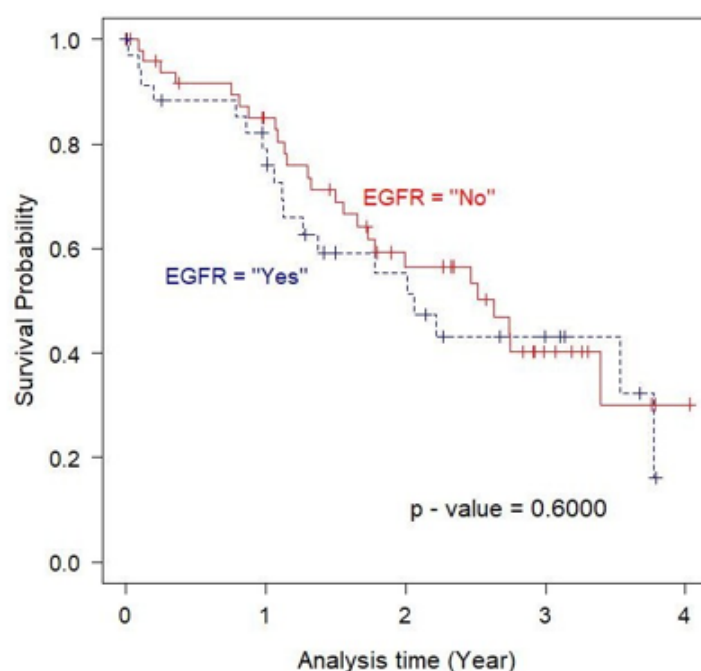 1.0
0.8
0.6
0.4
0.2
0.0
Survival Probability
EGFR = "No"
EGFR = "Yes"
p - value = 0.6000
0 1 2 3 4
Analysis time (Year)